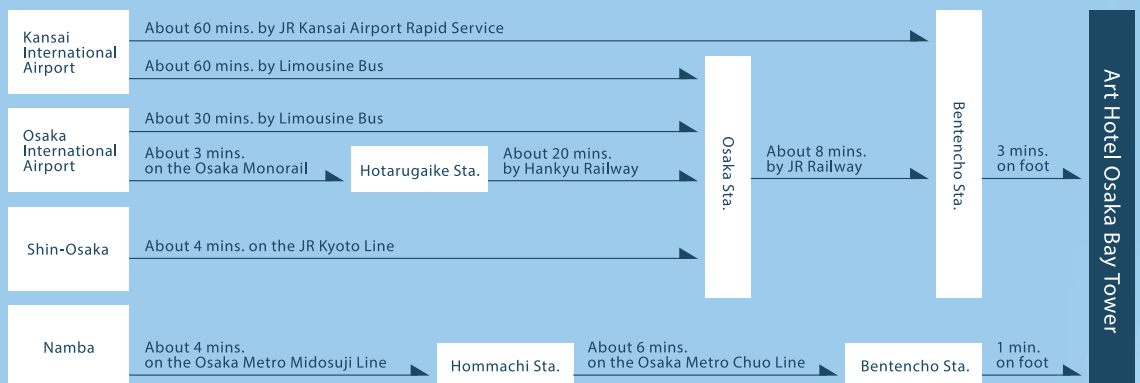 Kansai
International
Airport
About 60 mins. by JR Kansai Airport Rapid Service
About 60 mins. by Limousine Bus
Osaka
International
Airport
About 30 mins. by Limousine Bus
About 3 mins.
on the Osaka Monorail
Hotarugaike Sta.
About 20 mins.
by Hankyu Railway
Shin-Osaka
About 4 mins. on the JR Kyoto Line
Osaka Sta.
About 8 mins.
by JR Railway
Bentencho Sta.
3 mins.
on foot
Namba
About 4 mins.
on the Osaka Metro Midosuji Line
Hommachi Sta.
About 6 mins.
on the Osaka Metro Chuo Line
Bentencho Sta.
1 min.
on foot
Art Hotel Osaka Bay Tower